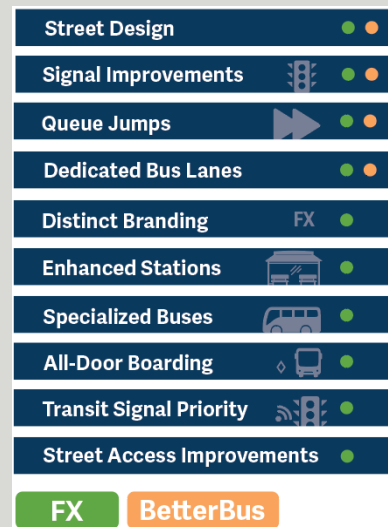 Street Design
Signal Improvements
Queue Jumps
Dedicated Bus Lanes
Distinct Branding FX
Enhanced Stations
Specialized Buses
All-Door Boarding
Transit Signal Priority
Street Access Improvements
FX BetterBus